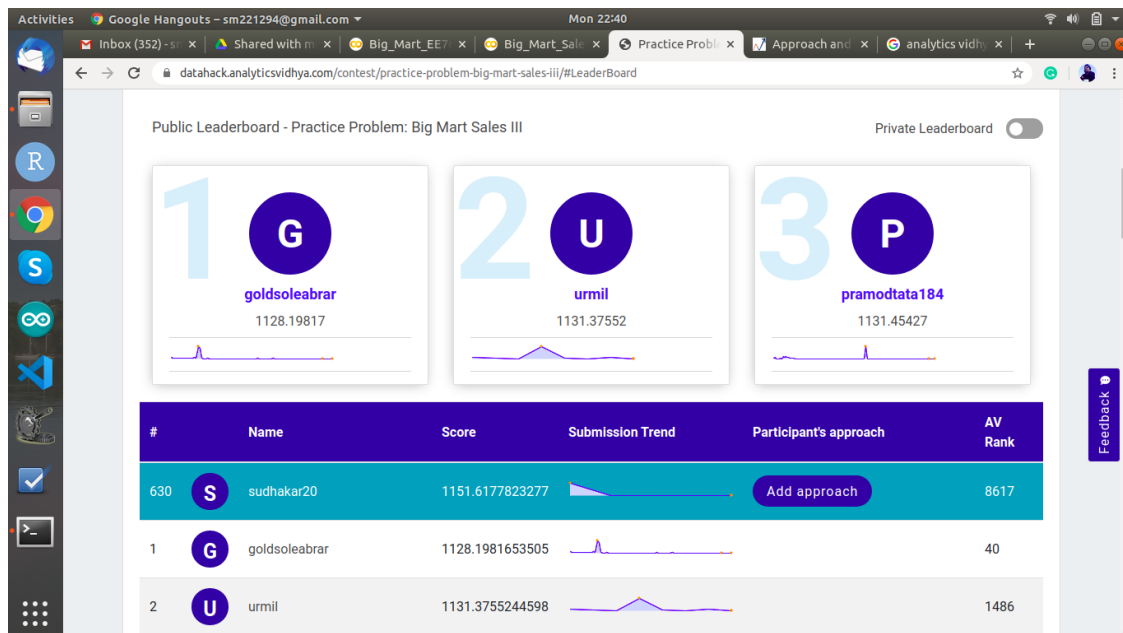 Activities Google Hangouts – sm221294@gmail.com Mon 22:40
Inbox (352) - sr Shared with m Big_Mart_EE7 Big_Mart_Sale Practice Proble Approach and analytics vidhy
datahack.analyticsvidhya.com/contest/practice-problem-big-mart-sales-iii/#LeaderBoard
Public Leaderboard - Practice Problem: Big Mart Sales III Private Leaderboard
1 G 2 U 3 P
goldsoleabrar urmil pramodtata184
1128.19817 1131.37552 1131.45427
# Name Score Submission Trend Participant's approach AV Rank
630 S sudhakar20 1151.6177823277 Add approach 8617
1 G goldsoleabrar 1128.1981653505 40
2 U urmil 1131.3755244598 1486
Feedback
R
S